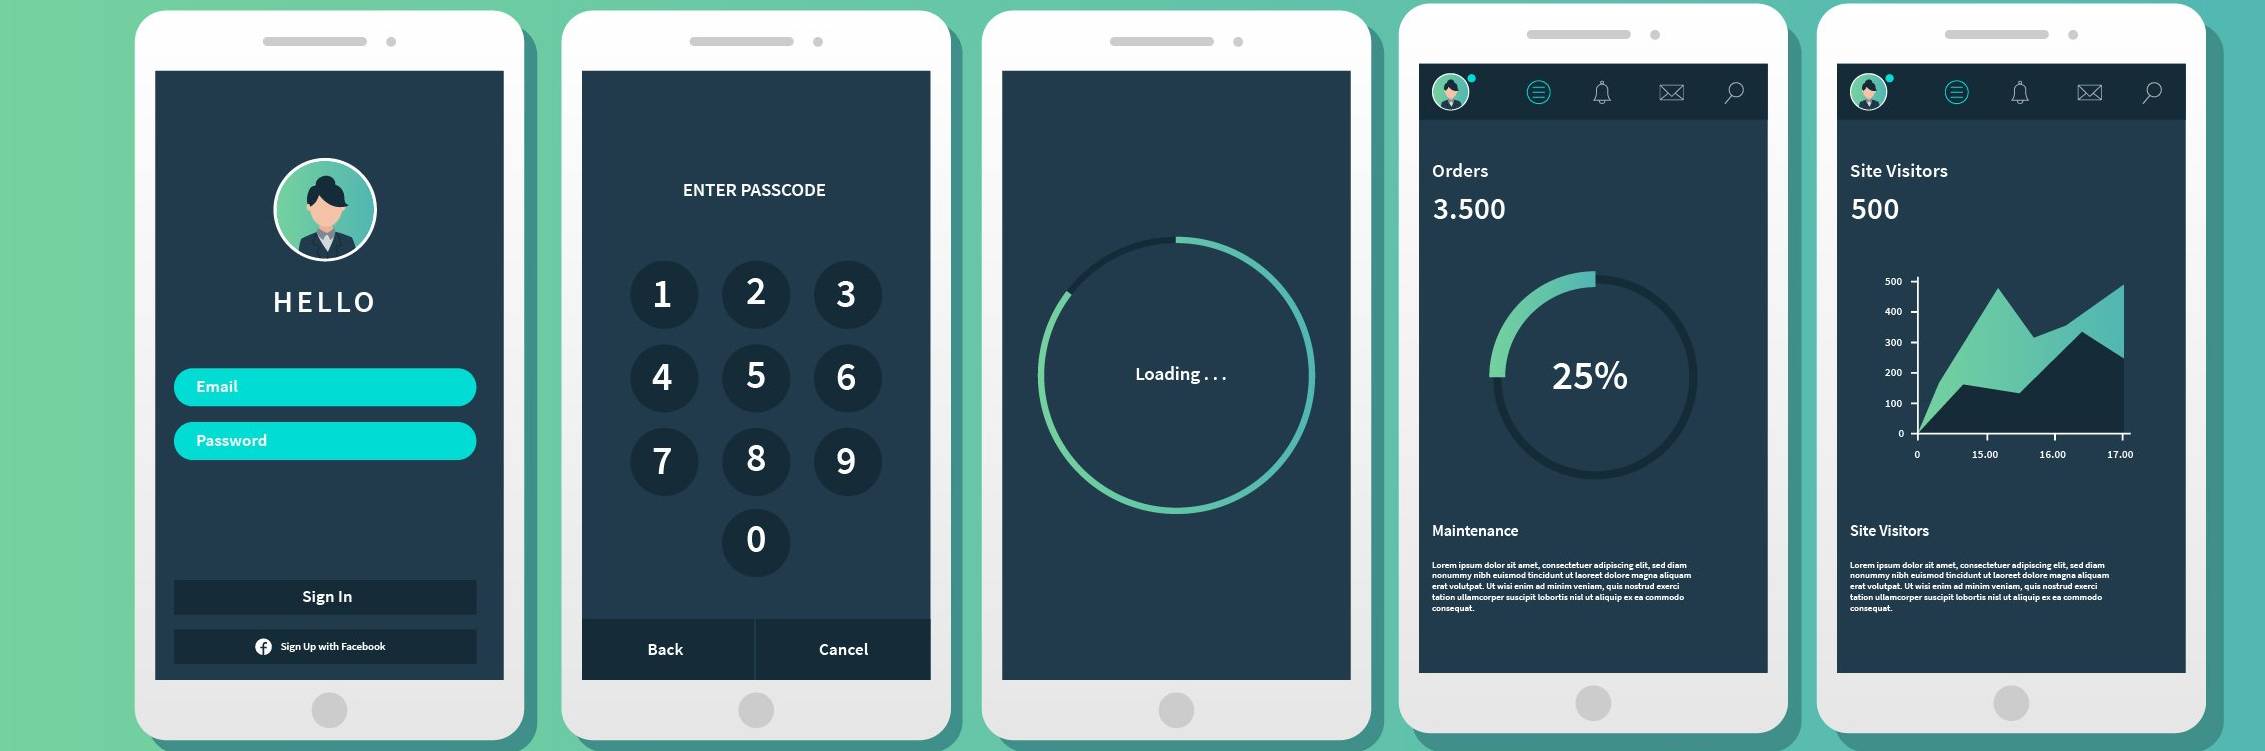 HELLO
Email
Password
Sign In
Sign Up with Facebook
ENTER PASSCODE
1 2 3
4 5 6
7 8 9
0
Back Cancel
Loading . . .
Orders
3.500
25%
Maintenance
Lorem ipsum dolor sit amet, consectetuer adipiscing elit, sed diam
nonummy nibh euismod tincidunt ut laoreet dolore magna aliquam
erat volutpat. Ut wisi enim ad minim veniam, quis nostrud exerci
tation ullamcorper suscipit lobortis nisl ut aliquip ex ea commodo
consequat.
Site Visitors
500
500
400
300
200
100
0
0 15.00 16.00 17.00
Site Visitors
Lorem ipsum dolor sit amet, consectetuer adipiscing elit, sed diam
nonummy nibh euismod tincidunt ut laoreet dolore magna aliquam
erat volutpat. Ut wisi enim ad minim veniam, quis nostrud exerci
tation ullamcorper suscipit lobortis nisl ut aliquip ex ea commodo
consequat.